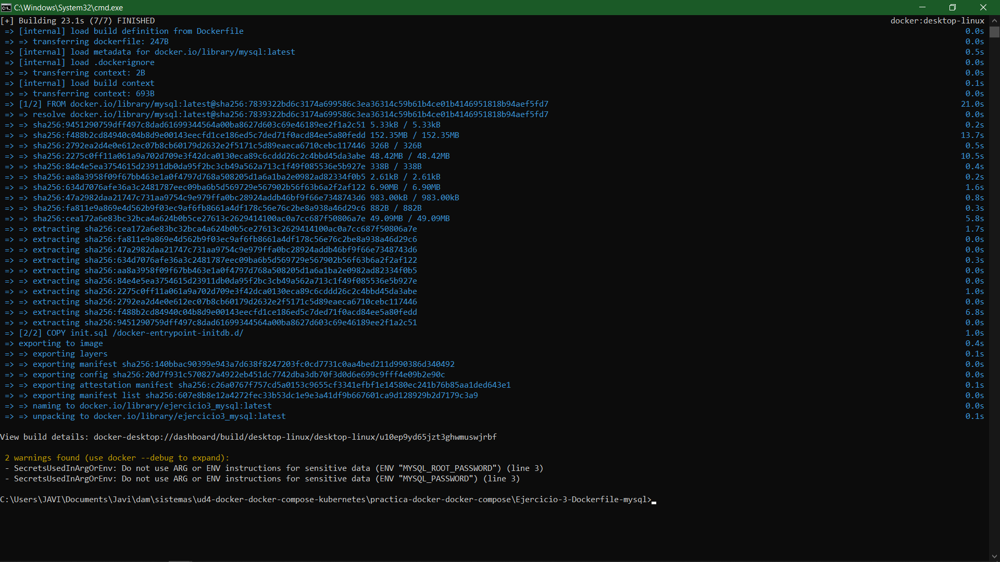 C:\Windows\System32\cmd.exe
[+] Building 23.1s (7/7) FINISHED docker:desktop-linux
=> [internal] load build definition from Dockerfile 0.0s
=> => transferring dockerfile: 247B 0.0s
=> [internal] load metadata for docker.io/library/mysql:latest 0.5s
=> [internal] load .dockerignore 0.0s
=> => transferring context: 2B 0.0s
=> [internal] load build context 0.1s
=> => transferring context: 693B 0.0s
=> [1/2] FROM docker.io/library/mysql:latest@sha256:7839322bd6c3174a699586c3ea36314c59b61b4ce01b4146951818b94aef5fd7 21.0s
=> => resolve docker.io/library/mysql:latest@sha256:7839322bd6c3174a699586c3ea36314c59b61b4ce01b4146951818b94aef5fd7 0.0s
=> => sha256:9451290759dff497c8dad61699344564a00ba8627d603c69e46189ee2f1a2c51 5.33kB / 5.33kB 0.2s
=> => sha256:f488b2cd84940c04b8d9e00143eecfd1ce186ed5c7ded71f0acd84ee5a80fedd 152.35MB / 152.35MB 13.7s
=> => sha256:2792ea2d4e0e612ec07b8cb60179d2632e2f5171c5d89eaeca6710cebc117446 326B / 326B 0.5s
=> => sha256:2275c0ff11a061a9a702d709e3f42dca0130eca89c6cddd26c2c4bbd45da3abe 48.42MB / 48.42MB 10.5s
=> => sha256:84e4e5ea3754615d23911db0da95f2bc3cb49a562a713c1f49f085536e5b927e 338B / 338B 0.4s
=> => sha256:aa8a3958f09f67bb463e1a0f4797d768a508205d1a6a1ba2e0982ad82334f0b5 2.61kB / 2.61kB 0.2s
=> => sha256:634d7076afe36a3c2481787eec09ba6b5d569729e567902b56f63b6a2f2af122 6.90MB / 6.90MB 1.6s
=> => sha256:47a2982daa21747c731aa9754c9e979ffa0bc28924addb46bf9f66e7348743d6 983.00kB / 983.00kB 0.8s
=> => sha256:fa811e9a869e4d562b9f03ec9af6fb8661a4df178c56e76c2be8a938a46d29c6 882B / 882B 0.3s
=> => sha256:cea172a6e83bc32bca4a624b0b5ce27613c2629414100ac0a7cc687f50806a7e 49.09MB / 49.09MB 5.8s
=> => extracting sha256:cea172a6e83bc32bca4a624b0b5ce27613c2629414100ac0a7cc687f50806a7e 1.7s
=> => extracting sha256:fa811e9a869e4d562b9f03ec9af6fb8661a4df178c56e76c2be8a938a46d29c6 0.0s
=> => extracting sha256:47a2982daa21747c731aa9754c9e979ffa0bc28924addb46bf9f66e7348743d6 0.0s
=> => extracting sha256:634d7076afe36a3c2481787eec09ba6b5d569729e567902b56f63b6a2f2af122 0.3s
=> => extracting sha256:aa8a3958f09f67bb463e1a0f4797d768a508205d1a6a1ba2e0982ad82334f0b5 0.0s
=> => extracting sha256:84e4e5ea3754615d23911db0da95f2bc3cb49a562a713c1f49f085536e5b927e 0.0s
=> => extracting sha256:2275c0ff11a061a9a702d709e3f42dca0130eca89c6cddd26c2c4bbd45da3abe 1.0s
=> => extracting sha256:2792ea2d4e0e612ec07b8cb60179d2632e2f5171c5d89eaeca6710cebc117446 0.0s
=> => extracting sha256:f488b2cd84940c04b8d9e00143eecfd1ce186ed5c7ded71f0acd84ee5a80fedd 6.8s
=> => extracting sha256:9451290759dff497c8dad61699344564a00ba8627d603c69e46189ee2f1a2c51 0.0s
=> [2/2] COPY init.sql /docker-entrypoint-initdb.d/ 1.0s
=> exporting to image 0.4s
=> => exporting layers 0.1s
=> => exporting manifest sha256:140bbac90399e943a7d638f8247203fc0cd7731c0aa4bed211d990386d340492 0.0s
=> => exporting config sha256:20d7f931c570827a4922eb451dc7742dba3db70f3d0d6e699c9fff4e09b2e90c 0.0s
=> => exporting attestation manifest sha256:c26a0767f757cd5a0153c9655cf3341efbf1e14580ec241b76b85aa1ded643e1 0.1s
=> => exporting manifest list sha256:607e8b8e12a4272fec33b53dc1e9e3a41df9b667601ca9d128929b2d7179c3a9 0.0s
=> => naming to docker.io/library/ejercicio3_mysql:latest 0.0s
=> => unpacking to docker.io/library/ejercicio3_mysql:latest 0.1s
View build details: docker-desktop://dashboard/build/desktop-linux/desktop-linux/u10ep9yd65jzt3ghwmuswjrbf
2 warnings found (use docker --debug to expand):
- SecretsUsedInArgOrEnv: Do not use ARG or ENV instructions for sensitive data (ENV "MYSQL_ROOT_PASSWORD") (line 3)
- SecretsUsedInArgOrEnv: Do not use ARG or ENV instructions for sensitive data (ENV "MYSQL_PASSWORD") (line 3)
C:\Users\JAVI\Documents\Javi\dam\sistemas\ud4-docker-docker-compose-kubernetes\practica-docker-docker-compose\Ejercicio-3-Dockerfile-mysql>